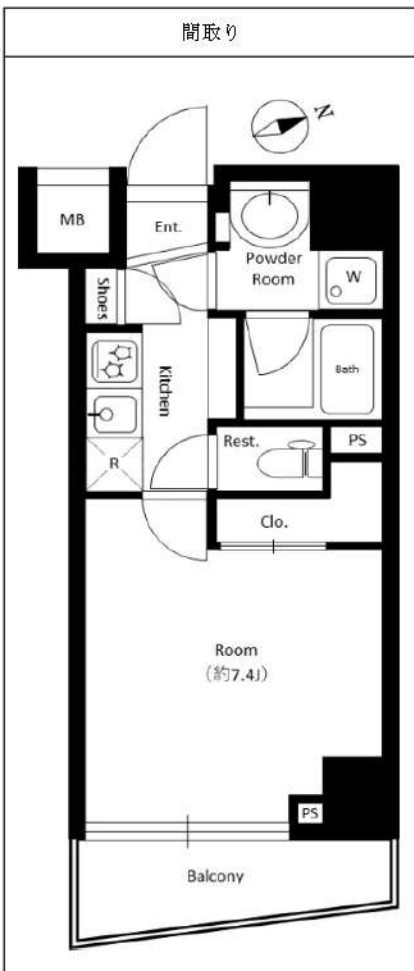 間取り
N
MB
Ent.
Powder
Room
W
Shoes
Kitchen
Bath
Rest.
PS
R
Clo.
Room
(約7.4J)
PS
Balcony